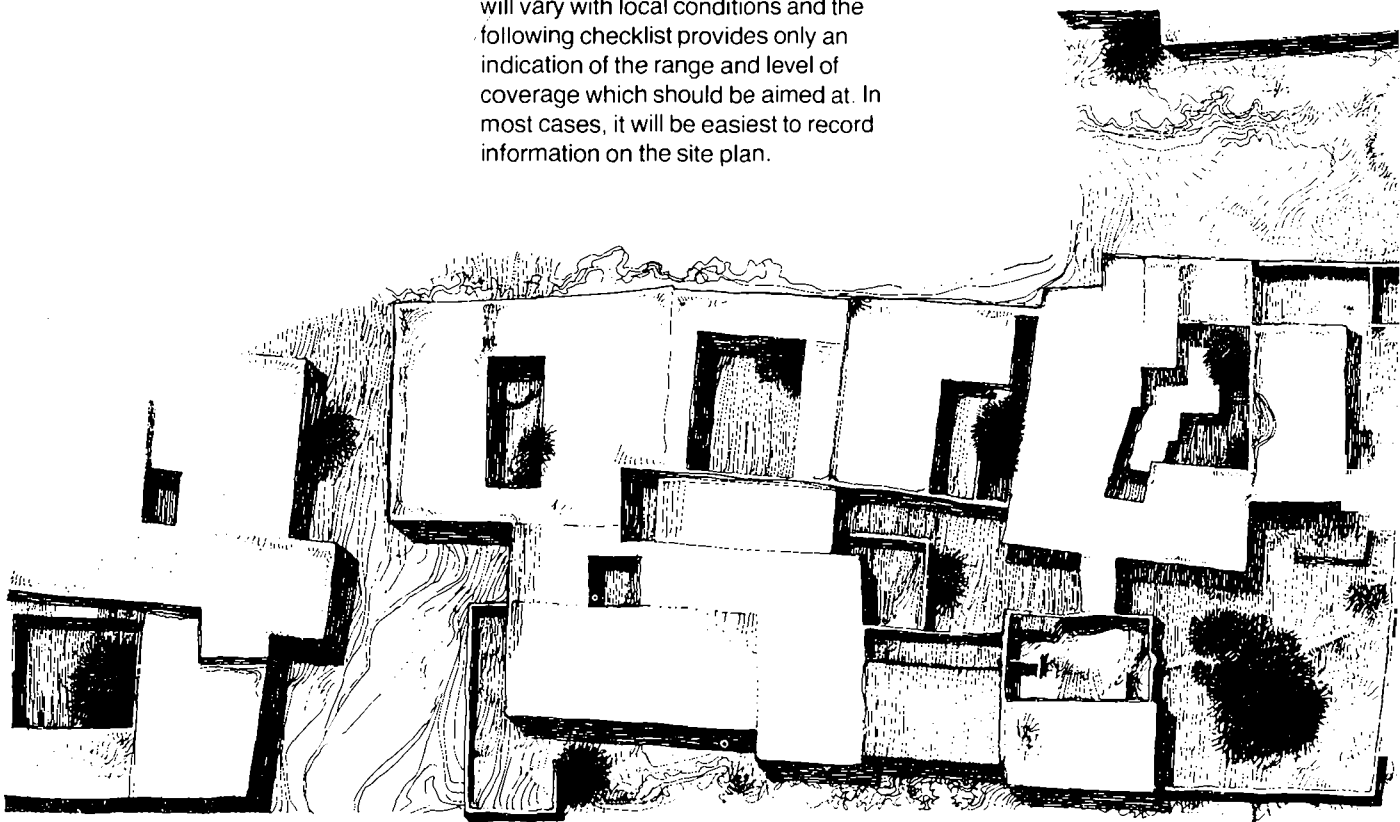 will vary with local conditions and the
following checklist provides only an
indication of the range and level of
coverage which should be aimed at. In
most cases, it will be easiest to record
information on the site plan.